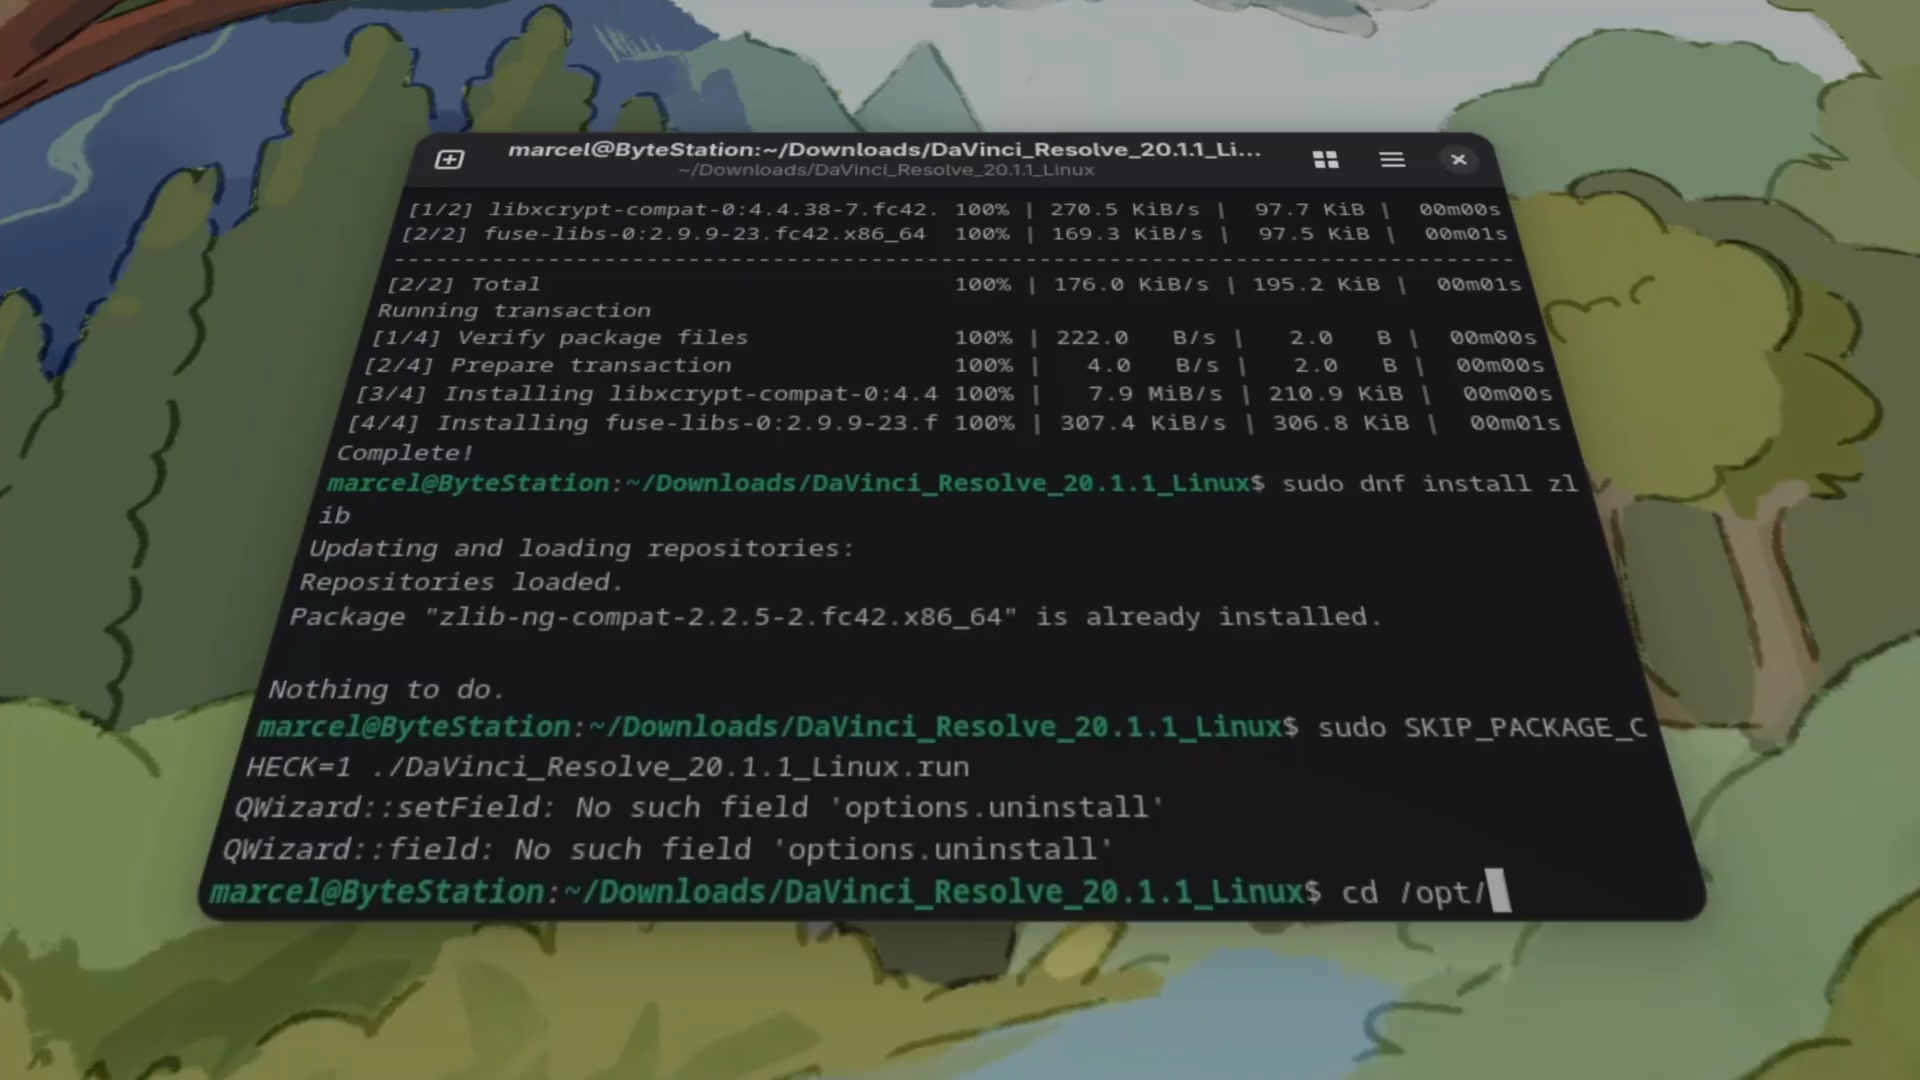 marcel@ByteStation:~/Downloads/DaVinci_Resolve_20.1.1_Li...
~/Downloads/DaVinci_Resolve_20.1.1_Linux
[1/2] libxcrypt-compat-0:4.4.38-7.fc42. 100% | 270.5 KiB/s | 97.7 KiB | 00m00s
[2/2] fuse-libs-0:2.9.9-23.fc42.x86_64 100% | 169.3 KiB/s | 97.5 KiB | 00m01s
--------------------------------------------------------------------------------
[2/2] Total 100% | 176.0 KiB/s | 195.2 KiB | 00m01s
Running transaction
[1/4] Verify package files 100% | 222.0 B/s | 2.0 B | 00m00s
[2/4] Prepare transaction 100% | 4.0 B/s | 2.0 B | 00m00s
[3/4] Installing libxcrypt-compat-0:4.4 100% | 7.9 MiB/s | 210.9 KiB | 00m00s
[4/4] Installing fuse-libs-0:2.9.9-23.f 100% | 307.4 KiB/s | 306.8 KiB | 00m01s
Complete!
marcel@ByteStation:~/Downloads/DaVinci_Resolve_20.1.1_Linux$ sudo dnf install zl
ib
Updating and loading repositories:
Repositories loaded.
Package "zlib-ng-compat-2.2.5-2.fc42.x86_64" is already installed.
Nothing to do.
marcel@ByteStation:~/Downloads/DaVinci_Resolve_20.1.1_Linux$ sudo SKIP_PACKAGE_C
HECK=1 ./DaVinci_Resolve_20.1.1_Linux.run
QWizard::setField: No such field 'options.uninstall'
QWizard::field: No such field 'options.uninstall'
marcel@ByteStation:~/Downloads/DaVinci_Resolve_20.1.1_Linux$ cd /opt/